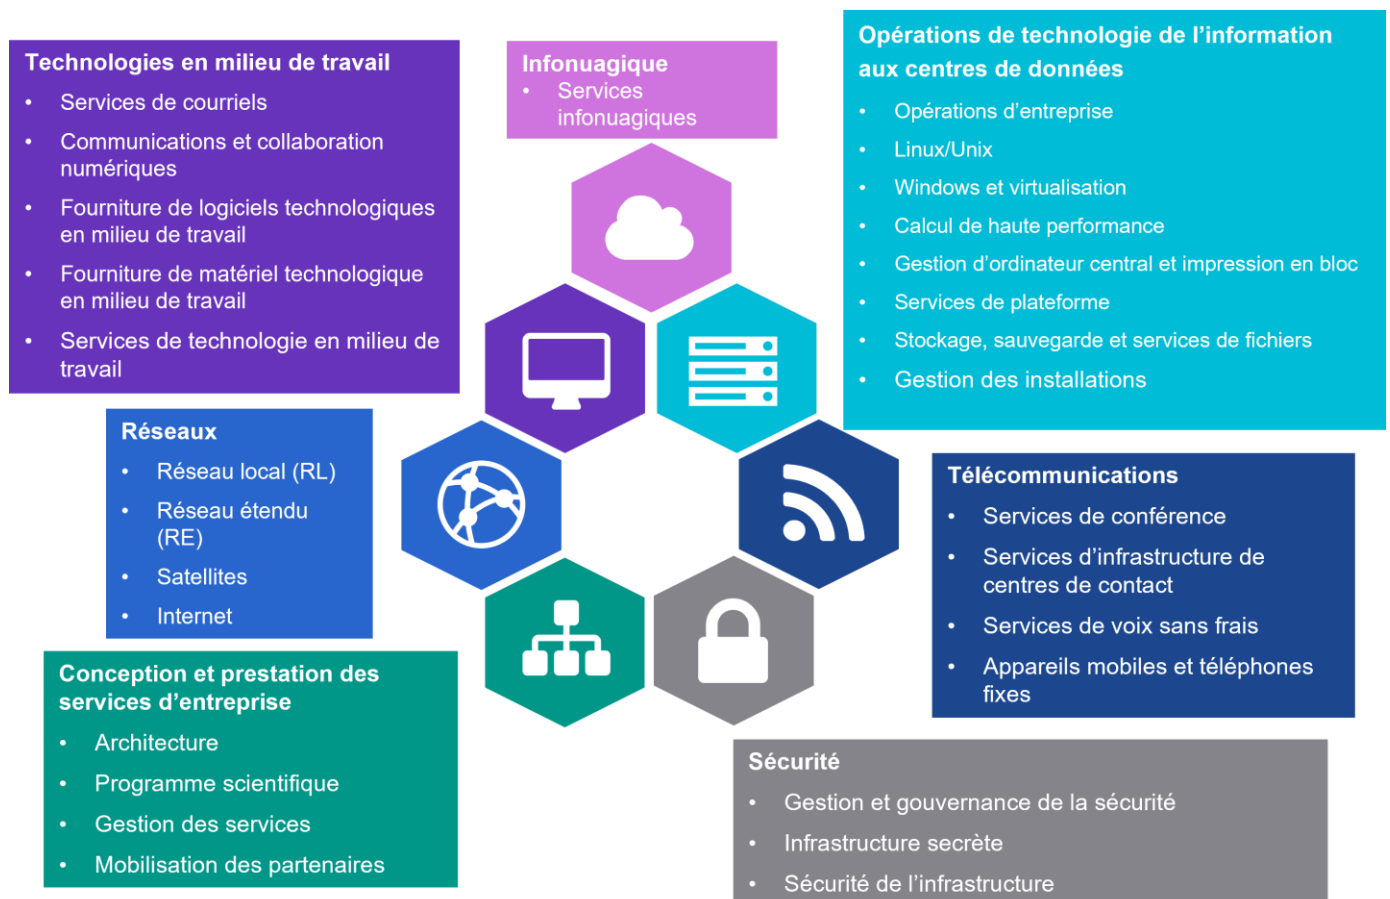 Technologies en milieu de travail
• Services de courriels
• Communications et collaboration
numériques
• Fourniture de logiciels technologiques
en milieu de travail
• Fourniture de matériel technologique
en milieu de travail
• Services de technologie en milieu de
travail
Infonuagique
• Services
infonuagiques
Opérations de technologie de l’information
aux centres de données
• Opérations d’entreprise
• Linux/Unix
• Windows et virtualisation
• Calcul de haute performance
• Gestion d’ordinateur central et impression en bloc
• Services de plateforme
• Stockage, sauvegarde et services de fichiers
• Gestion des installations
Réseaux
• Réseau local (RL)
• Réseau étendu
(RE)
• Satellites
• Internet
Télécommunications
• Services de conférence
• Services d’infrastructure de
centres de contact
• Services de voix sans frais
• Appareils mobiles et téléphones
fixes
Conception et prestation des
services d’entreprise
• Architecture
• Programme scientifique
• Gestion des services
• Mobilisation des partenaires
Sécurité
• Gestion et gouvernance de la sécurité
• Infrastructure secrète
• Sécurité de l’infrastructure